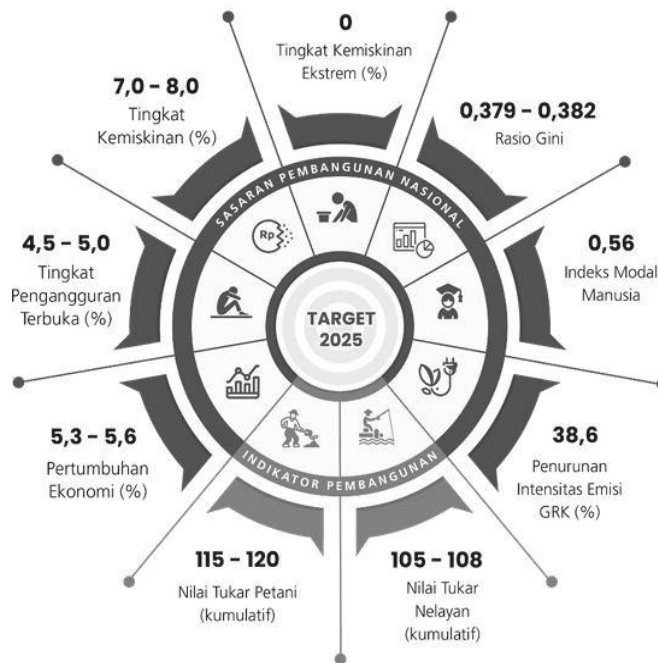 0
Tingkat Kemiskinan
Ekstrem (%)
0,379 – 0,382
Rasio Gini
0,56
Indeks Modal
Manusia
38,6
Penurunan
Intensitas Emisi
GRK (%)
105 – 108
Nilai Tukar
Nelayan
(kumulatif)
115 – 120
Nilai Tukar Petani
(kumulatif)
5,3 – 5,6
Pertumbuhan
Ekonomi (%)
4,5 – 5,0
Tingkat
Pengangguran
Terbuka (%)
7,0 – 8,0
Tingkat
Kemiskinan (%)
SASARAN PEMBANGUNAN NASIONAL
Rp
TARGET
2025
INDIKATOR PEMBANGUNAN